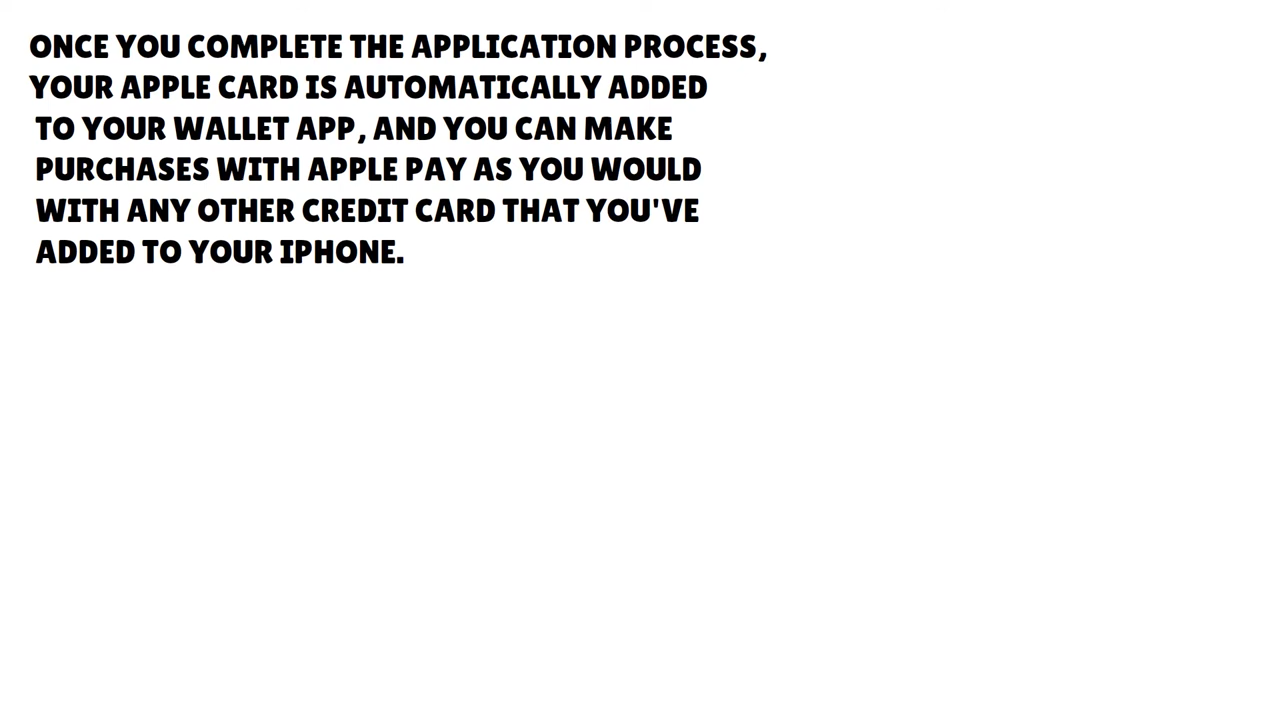 ONCE YOU COMPLETE THE APPLICATION PROCESS,
YOUR APPLE CARD IS AUTOMATICALLY ADDED
TO YOUR WALLET APP, AND YOU CAN MAKE
PURCHASES WITH APPLE PAY AS YOU WOULD
WITH ANY OTHER CREDIT CARD THAT YOU'VE
ADDED TO YOUR IPHONE.